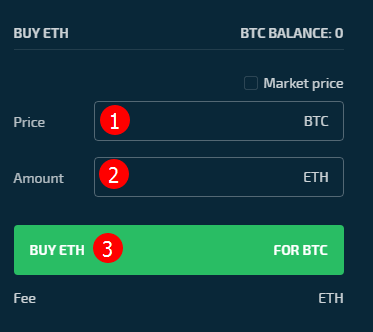 BUY ETH BTC BALANCE: 0
Market price
Price 1 BTC
Amount 2 ETH
BUY ETH 3 FOR BTC
Fee ETH